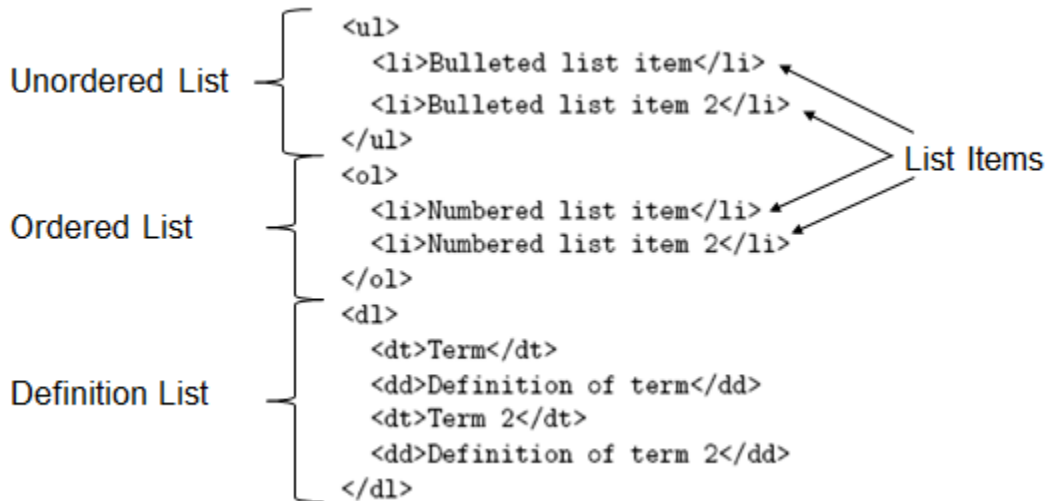 <ul>
<li>Bulleted list item</li>
Unordered List
<li>Bulleted list item 2</li>
</ul>
List Items
<ol>
<li>Numbered list item</li>
Ordered List
<li>Numbered list item 2</li>
</ol>
<dl>
<dt>Term</dt>
<dd>Definition of term</dd>
Definition List
<dt>Term 2</dt>
<dd>Definition of term 2</dd>
</dl>